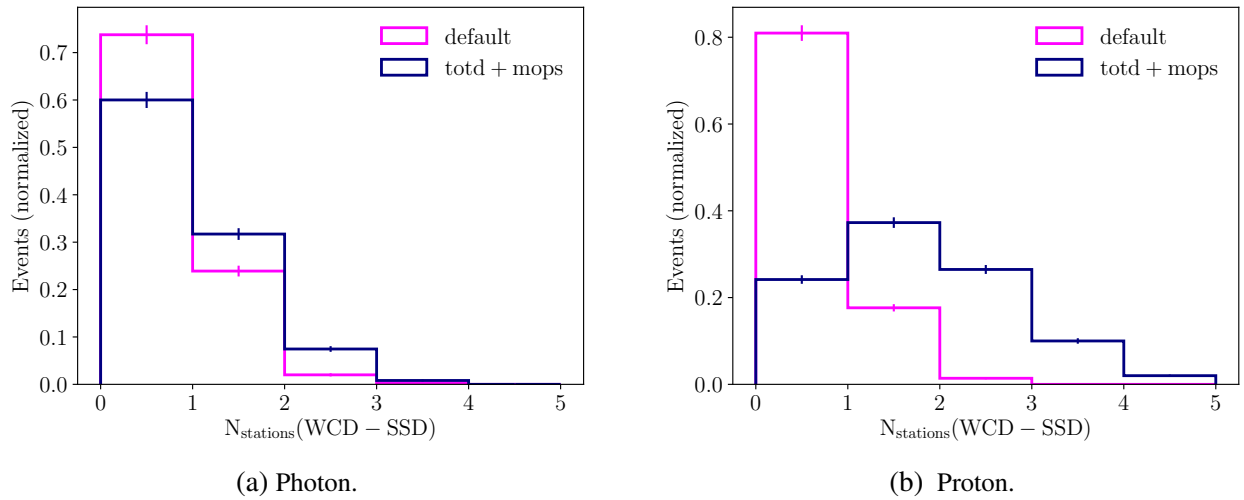 default
totd + mops
Events (normalized)
0.7
0.6
0.5
0.4
0.3
0.2
0.1
0.0
0 1 2 3 4 5
N_stations(WCD − SSD)
(a) Photon.
default
totd + mops
Events (normalized)
0.8
0.6
0.4
0.2
0.0
0 1 2 3 4 5
N_stations(WCD − SSD)
(b) Proton.